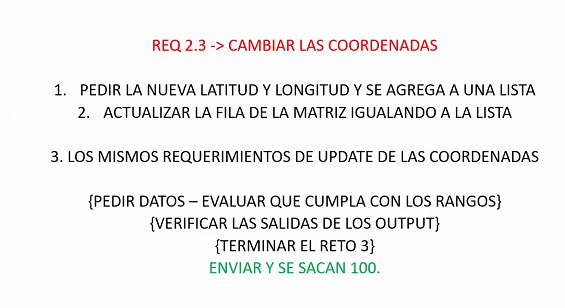 REQ 2.3 -> CAMBIAR LAS COORDENADAS
1. PEDIR LA NUEVA LATITUD Y LONGITUD Y SE AGREGA A UNA LISTA
2. ACTUALIZAR LA FILA DE LA MATRIZ IGUALANDO A LA LISTA
3. LOS MISMOS REQUERIMIENTOS DE UPDATE DE LAS COORDENADAS
{PEDIR DATOS – EVALUAR QUE CUMPLA CON LOS RANGOS}
{VERIFICAR LAS SALIDAS DE LOS OUTPUT}
{TERMINAR EL RETO 3}
ENVIAR Y SE SACAN 100.